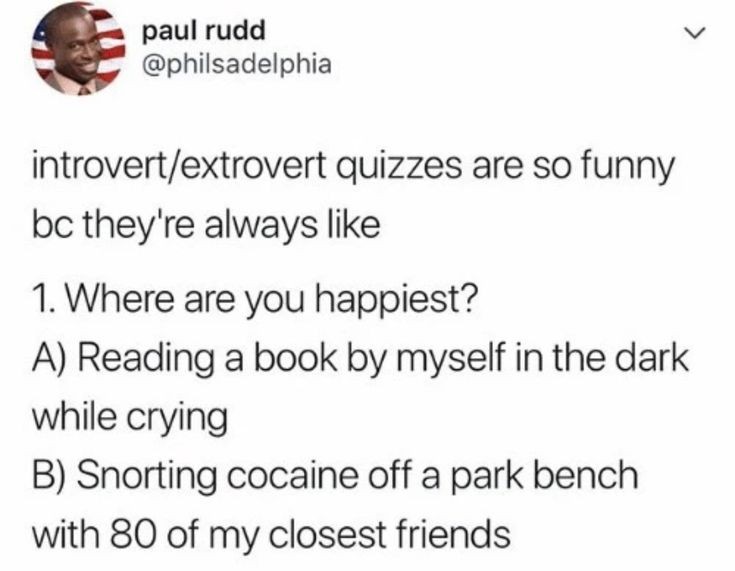 paul rudd
@philsadelphia
introvert/extrovert quizzes are so funny
bc they're always like
1. Where are you happiest?
A) Reading a book by myself in the dark
while crying
B) Snorting cocaine off a park bench
with 80 of my closest friends